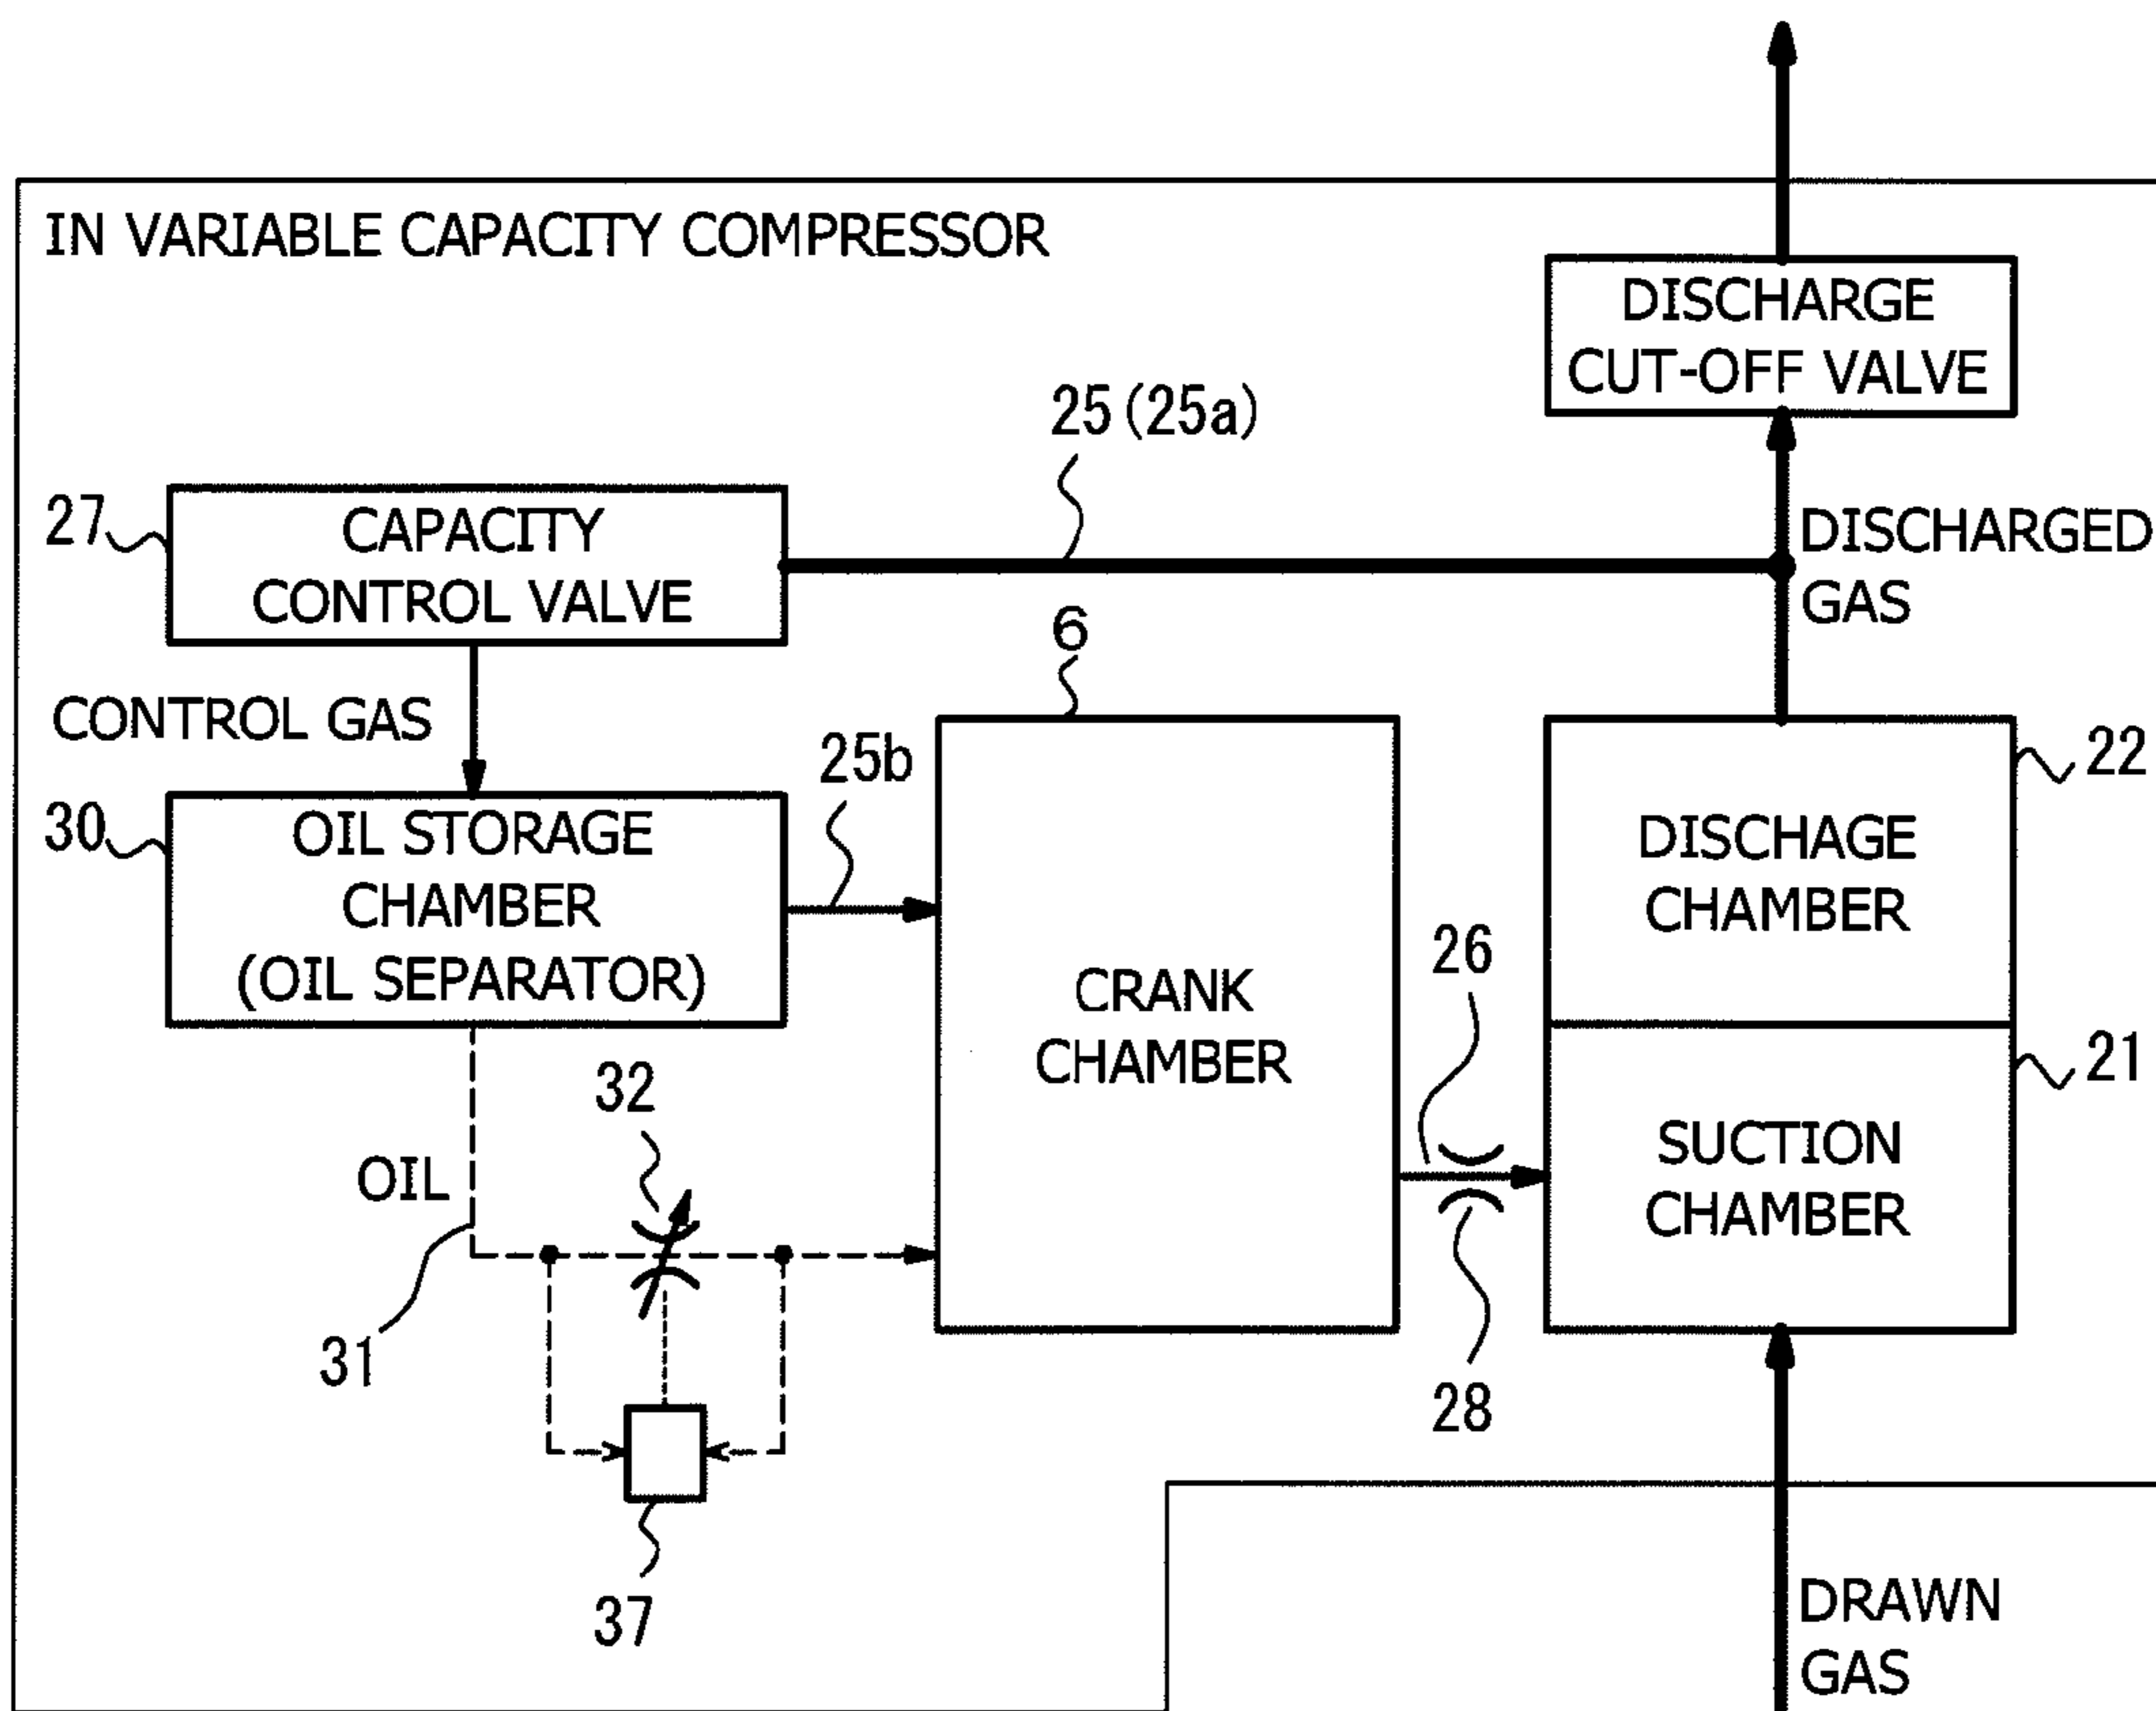 IN VARIABLE CAPACITY COMPRESSOR
DISCHARGE
CUT-OFF VALVE
25 (25a)
27
CAPACITY
CONTROL VALVE
DISCHARGED
GAS
6
CONTROL GAS
25b
22
30
OIL STORAGE
CHAMBER
(OIL SEPARATOR)
DISCHAGE
CHAMBER
26
CRANK
CHAMBER
21
32
SUCTION
CHAMBER
OIL
31
28
37
DRAWN
GAS